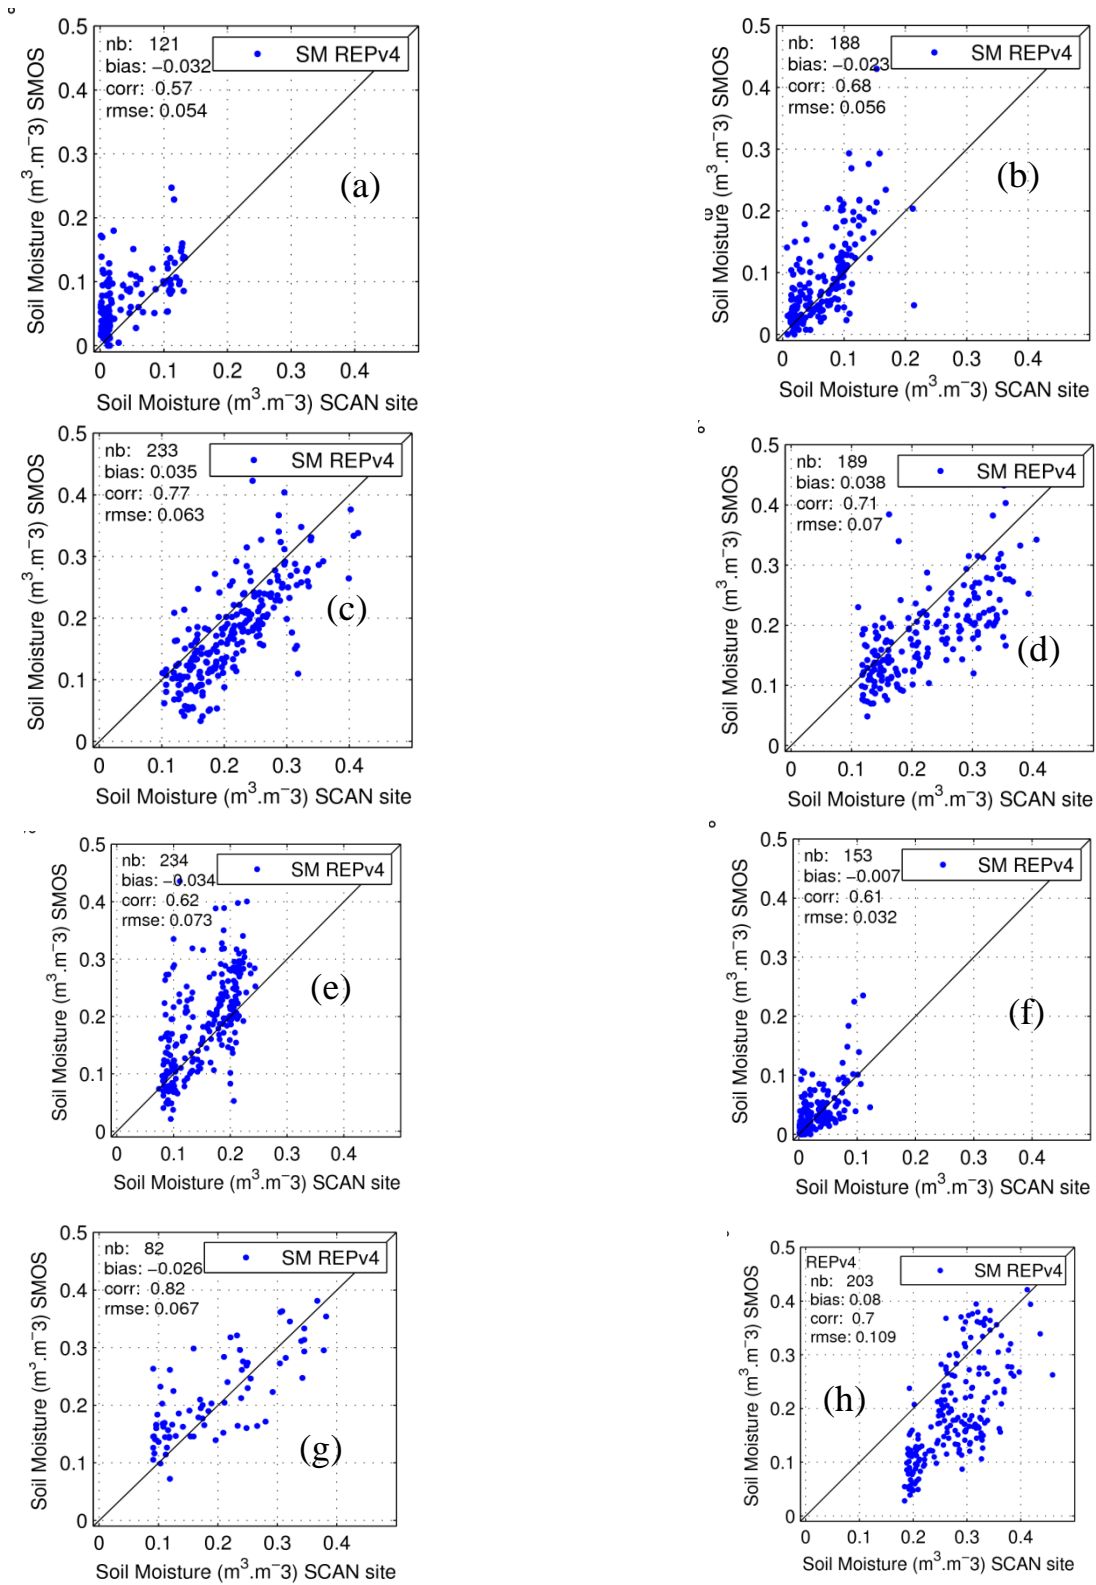 0.5
nb: 121
SM REPv4
bias: −0.032
corr: 0.57
rmse: 0.054
0.4
0.3
0.2
0.1
0
(a)
0 0.1 0.2 0.3 0.4
Soil Moisture (m3.m−3) SMOS
Soil Moisture (m3.m−3) SCAN site
0.5
nb: 188
SM REPv4
bias: −0.023
corr: 0.68
rmse: 0.056
0.4
0.3
0.2
0.1
0
(b)
0 0.1 0.2 0.3 0.4
Soil Moisture (m3.m−3) SMOS
Soil Moisture (m3.m−3) SCAN site
0.5
nb: 233
SM REPv4
bias: 0.035
corr: 0.77
rmse: 0.063
0.4
0.3
0.2
0.1
0
(c)
0 0.1 0.2 0.3 0.4
Soil Moisture (m3.m−3) SMOS
Soil Moisture (m3.m−3) SCAN site
0.5
nb: 189
SM REPv4
bias: 0.038
corr: 0.71
rmse: 0.07
0.4
0.3
0.2
0.1
0
(d)
0 0.1 0.2 0.3 0.4
Soil Moisture (m3.m−3) SMOS
Soil Moisture (m3.m−3) SCAN site
0.5
nb: 234
SM REPv4
bias: −0.034
corr: 0.62
rmse: 0.073
0.4
0.3
0.2
0.1
0
(e)
0 0.1 0.2 0.3 0.4
Soil Moisture (m3.m−3) SMOS
Soil Moisture (m3.m−3) SCAN site
0.5
nb: 153
SM REPv4
bias: −0.007
corr: 0.61
rmse: 0.032
0.4
0.3
0.2
0.1
0
(f)
0 0.1 0.2 0.3 0.4
Soil Moisture (m3.m−3) SMOS
Soil Moisture (m3.m−3) SCAN site
0.5
nb: 82
SM REPv4
bias: −0.026
corr: 0.82
rmse: 0.067
0.4
0.3
0.2
0.1
0
(g)
0 0.1 0.2 0.3 0.4
Soil Moisture (m3.m−3) SMOS
Soil Moisture (m3.m−3) SCAN site
0.5
REPv4
nb: 203
SM REPv4
bias: 0.08
corr: 0.7
rmse: 0.109
0.4
0.3
0.2
0.1
0
(h)
0 0.1 0.2 0.3 0.4
Soil Moisture (m3.m−3) SMOS
Soil Moisture (m3.m−3) SCAN site